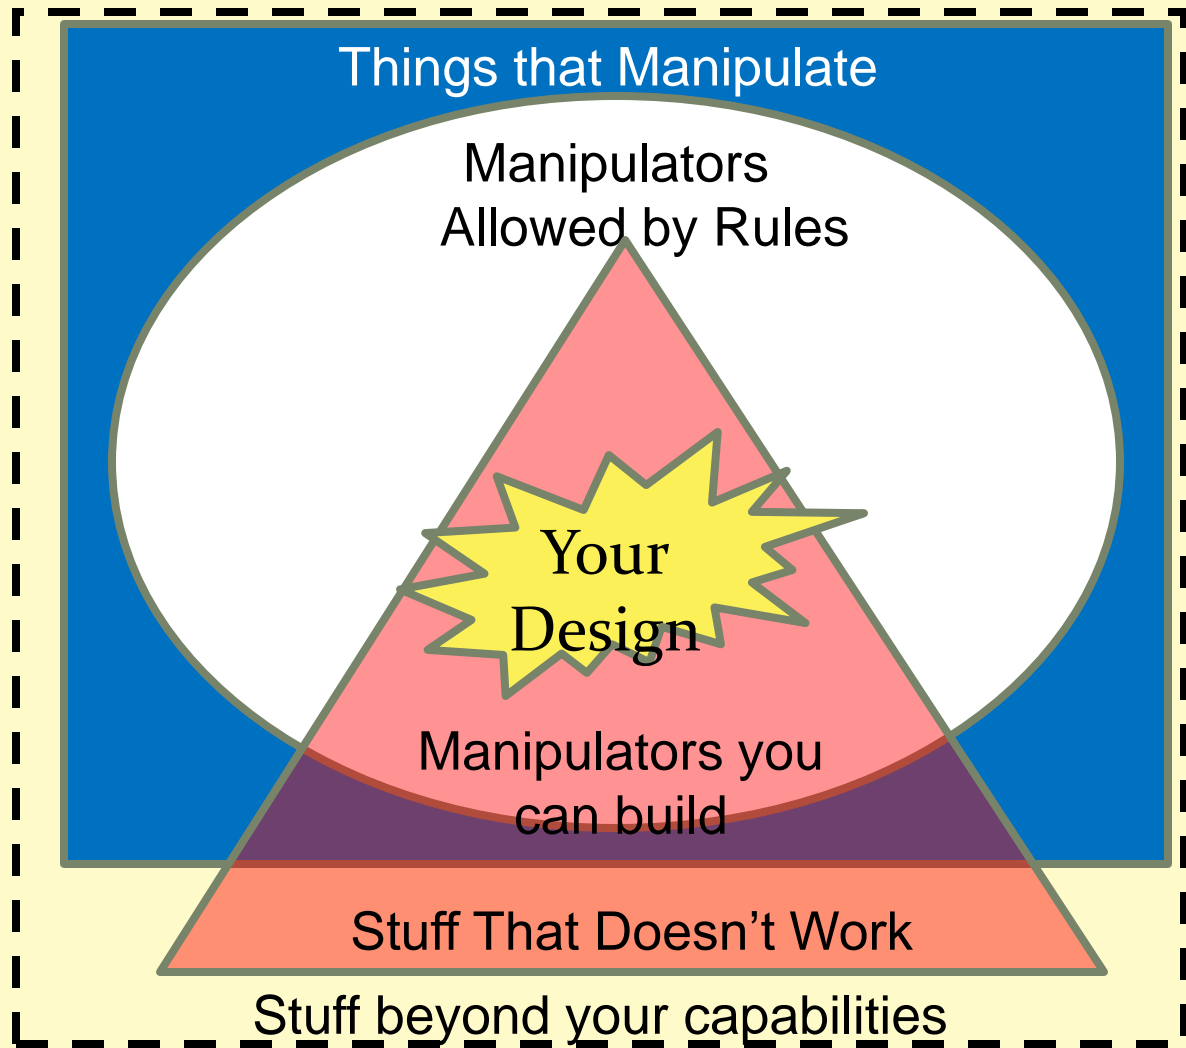 Things that Manipulate
Manipulators
Allowed by Rules
Your
Design
Manipulators you
can build
Stuff That Doesn’t Work
Stuff beyond your capabilities